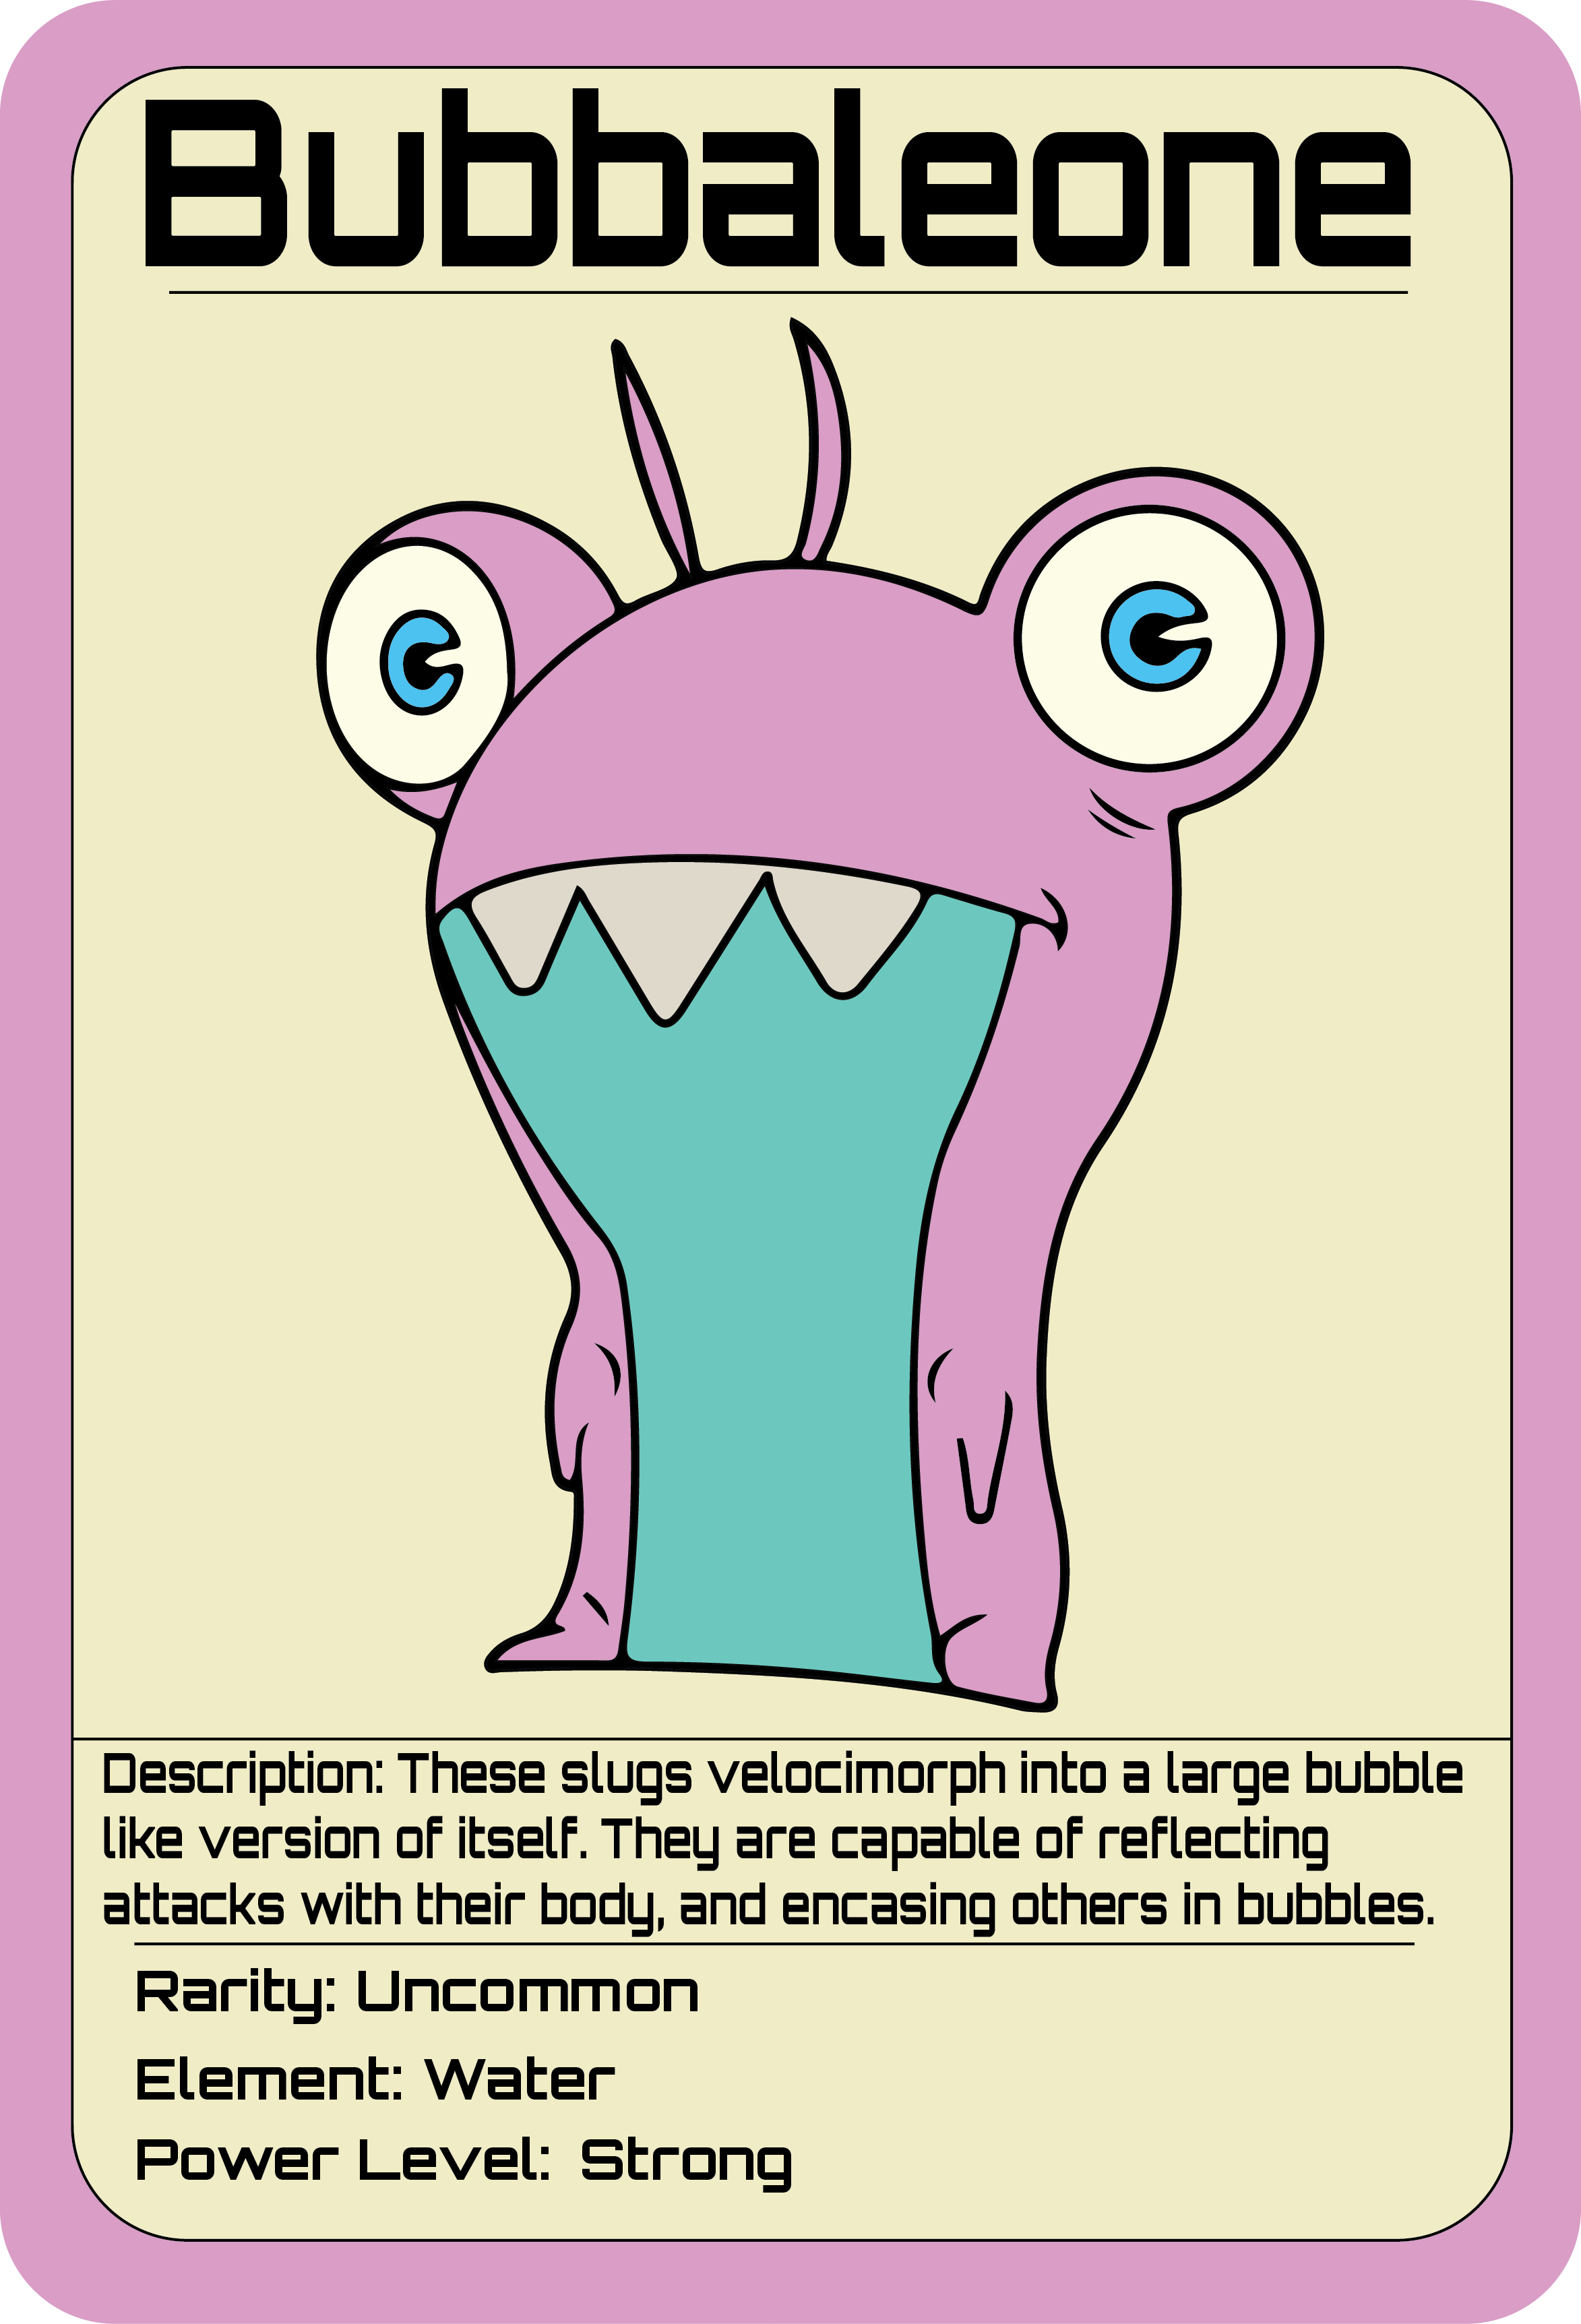 Bubbaleone
Description: These slugs velocimorph into a large bubble
like version of itself. They are capable of reflecting
attacks with their body, and encasing others in bubbles.
Rarity: Uncommon
Element: Water
Power Level: Strong